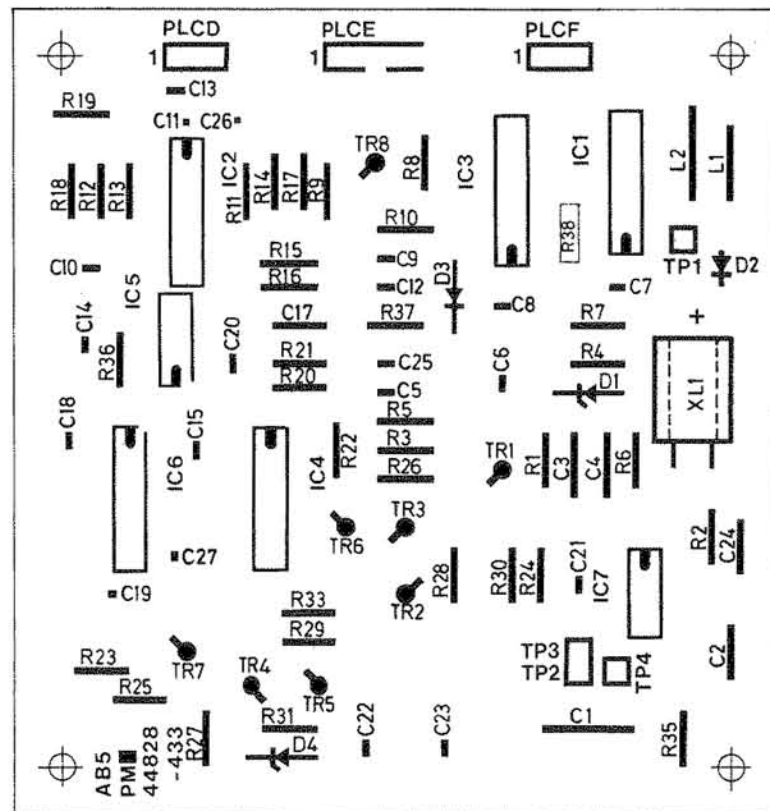 PLCD PLCE PLCF
1 1 1
C13
R19
C11 C26
TR8
R18 R12 R13 IC2 R11 R14 R17 R9 R8 IC3 IC1 L2 L1
R10
R38
C10 R15 C9 D3 TP1 D2
R16 C12 C7
IC5
C14 C17 R37 C8 R7
+
R36 C20 R21 C25 C6 R4
R20 C5 D1 XL1
C18 C15 R5
R22 R3 TR1 R1 C3 C4 R6
IC6 IC4 R26
TR6 TR3
R2 C24
C27 R28 R30 R24 C21 IC7
C19 TR2
R33
R29
TR7 TP3
TP2 TP4 C2
R23 TR4 TR5
R25
R27 R31 C22 C23 C1 R35
D4
AB5
PM
44828
-433